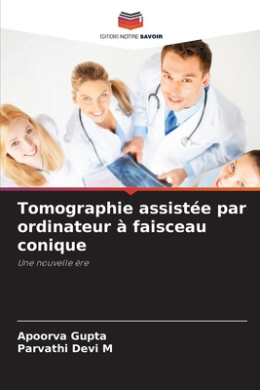 EDITIONS NOTRE SAVOIR
Tomographie assistée par
ordinateur à faisceau
conique
Une nouvelle ère
Apoorva Gupta
Parvathi Devi M